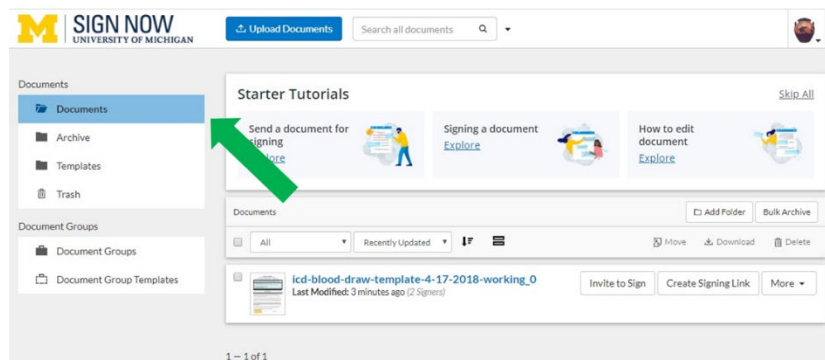 SIGN NOW
UNIVERSITY OF MICHIGAN
Upload Documents
Search all documents
Documents
Documents
Archive
Templates
Trash
Document Groups
Document Groups
Document Group Templates
Starter Tutorials
Skip All
Send a document for
signing
Signing a document
Explore
How to edit
document
Explore
Documents
Add Folder
Bulk Archive
All
Recently Updated
Move
Download
Delete
icd-blood-draw-template-4-17-2018-working_0
Last Modified: 3 minutes ago (2 Signers)
Invite to Sign
Create Signing Link
More
1 — 1 of 1